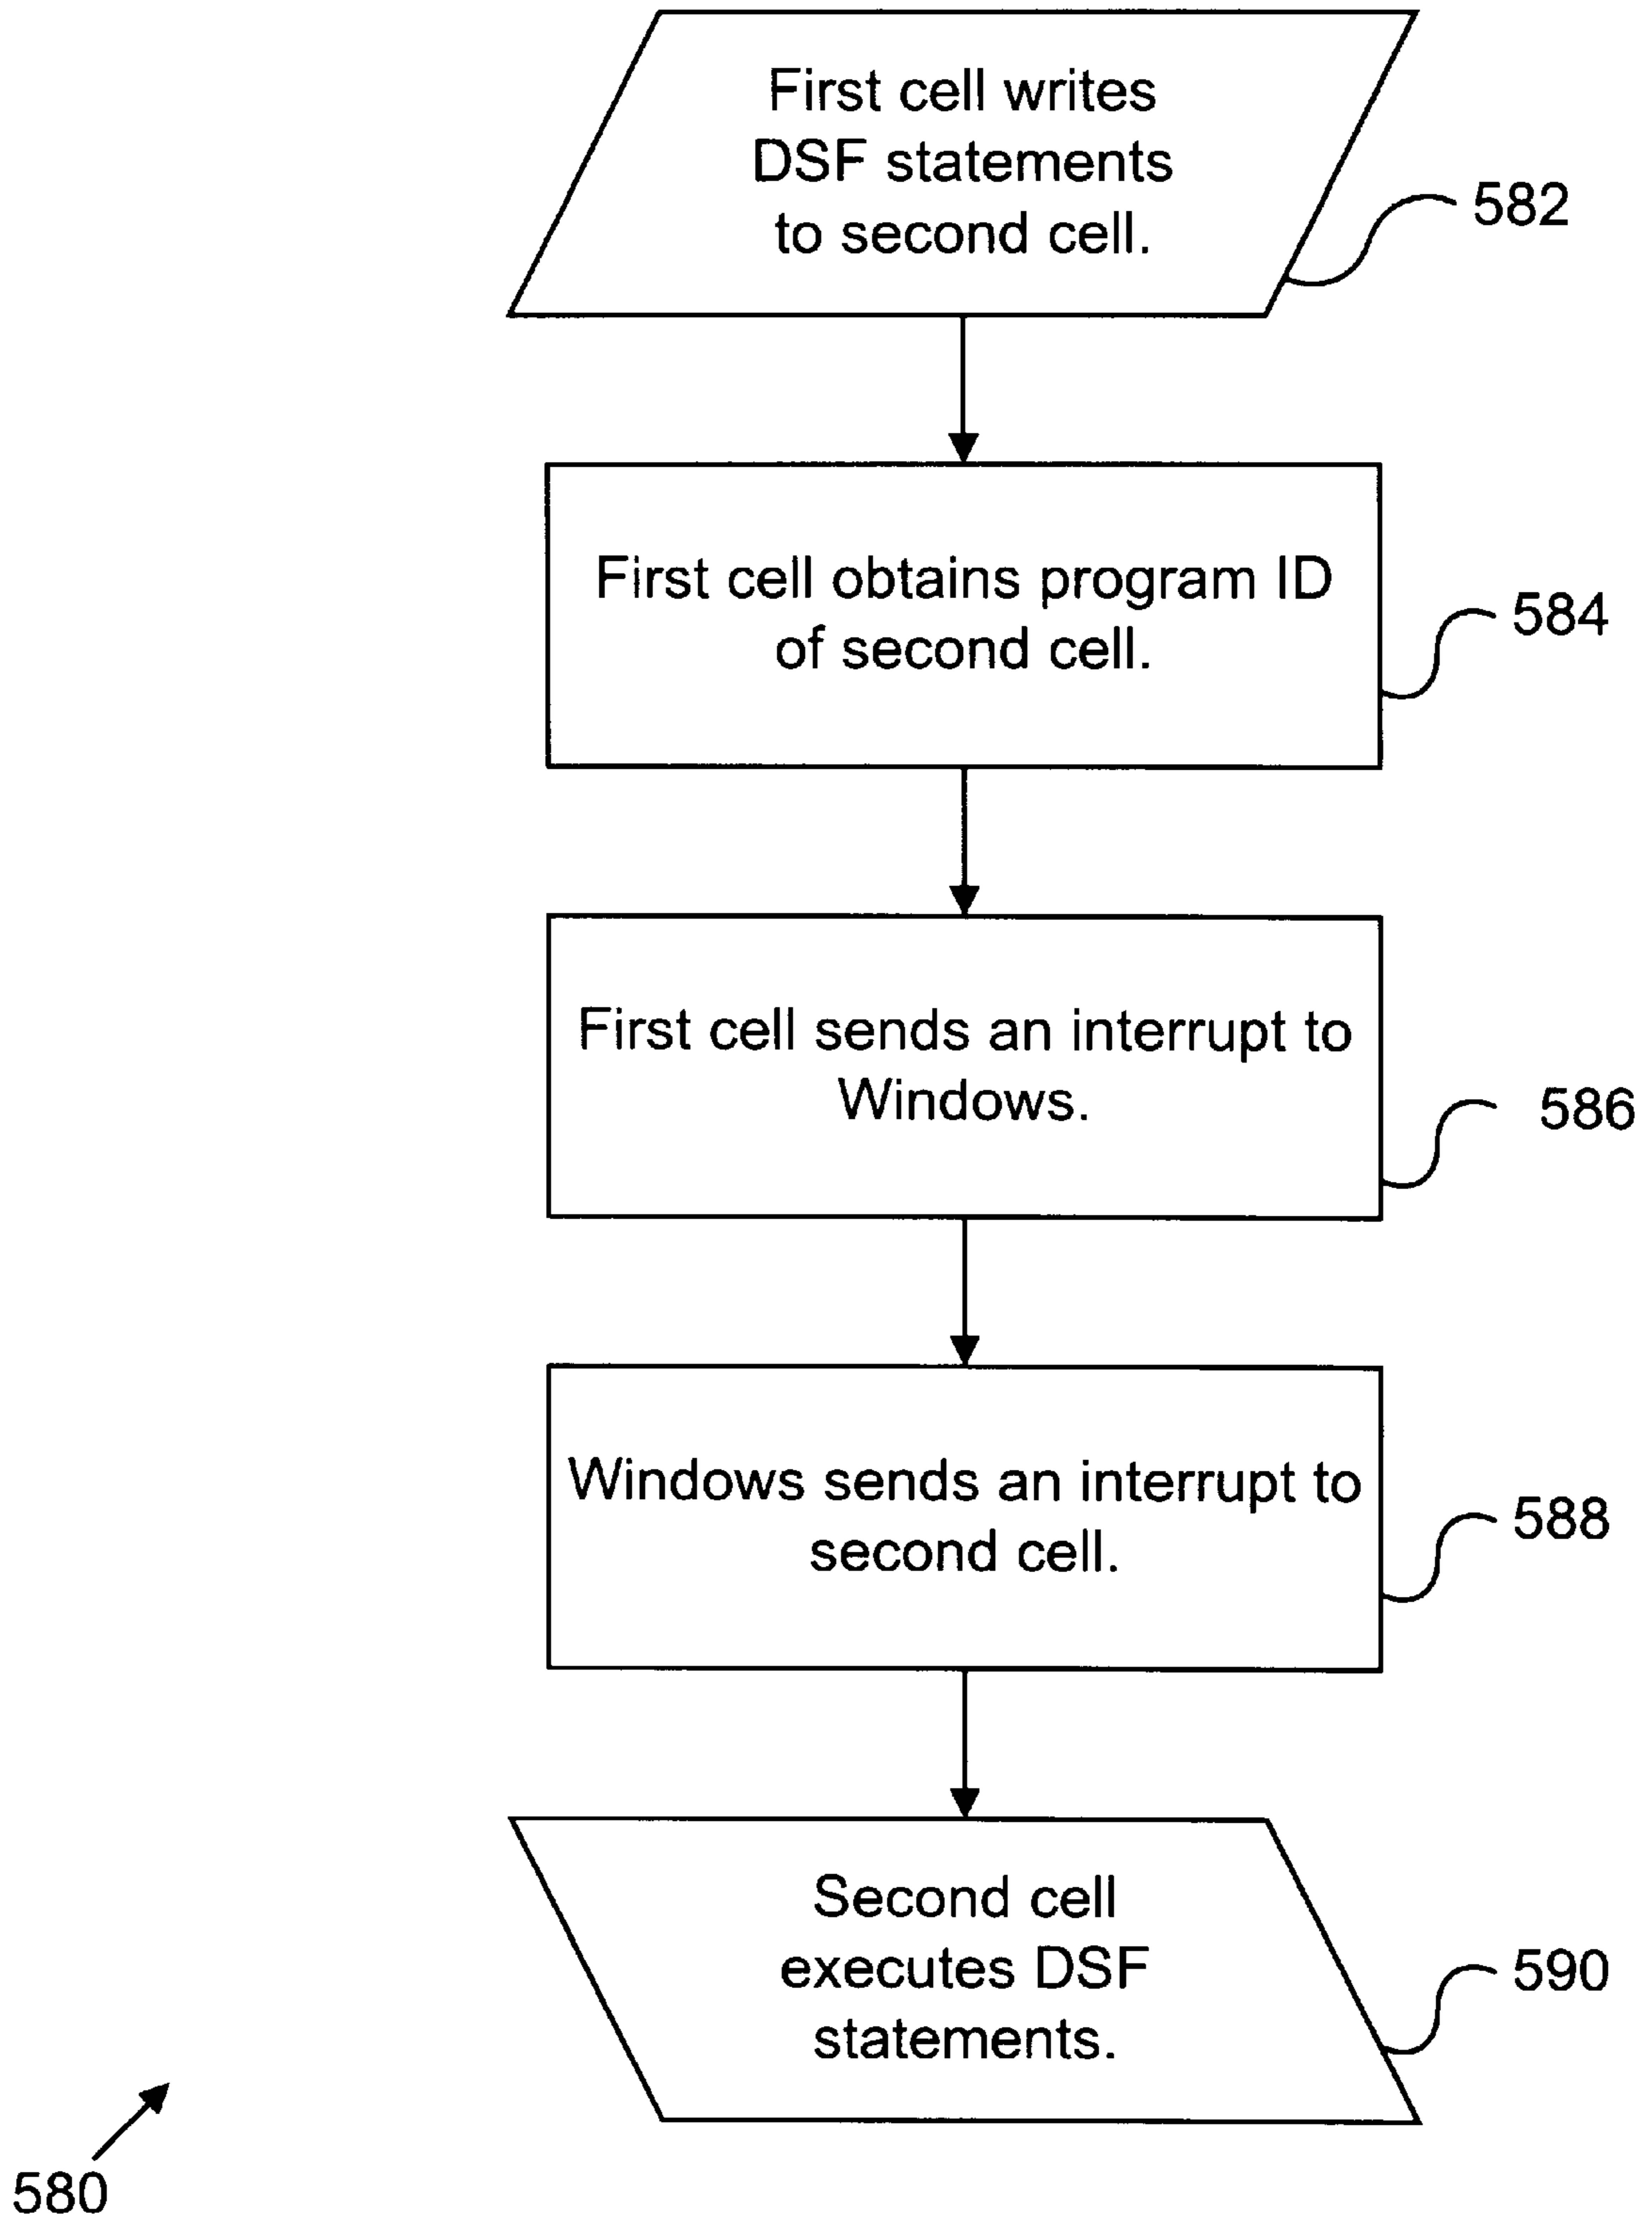 First cell writes
DSF statements
to second cell.
582
First cell obtains program ID
of second cell.
584
First cell sends an interrupt to
Windows.
586
Windows sends an interrupt to
second cell.
588
Second cell
executes DSF
statements.
590
580